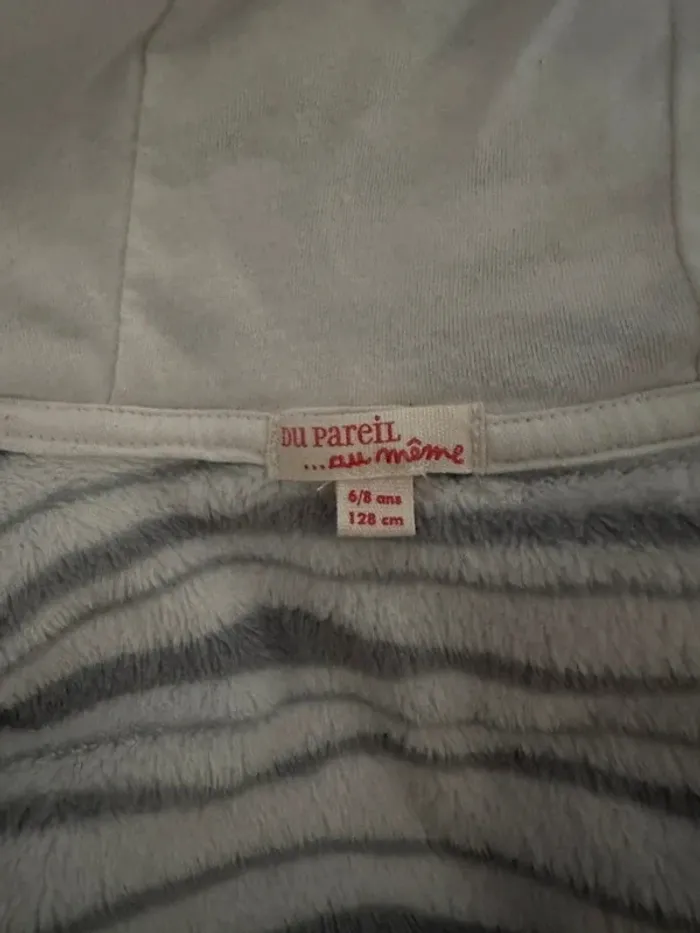 DU PAREIL
...au même
6/8 ans
128 cm